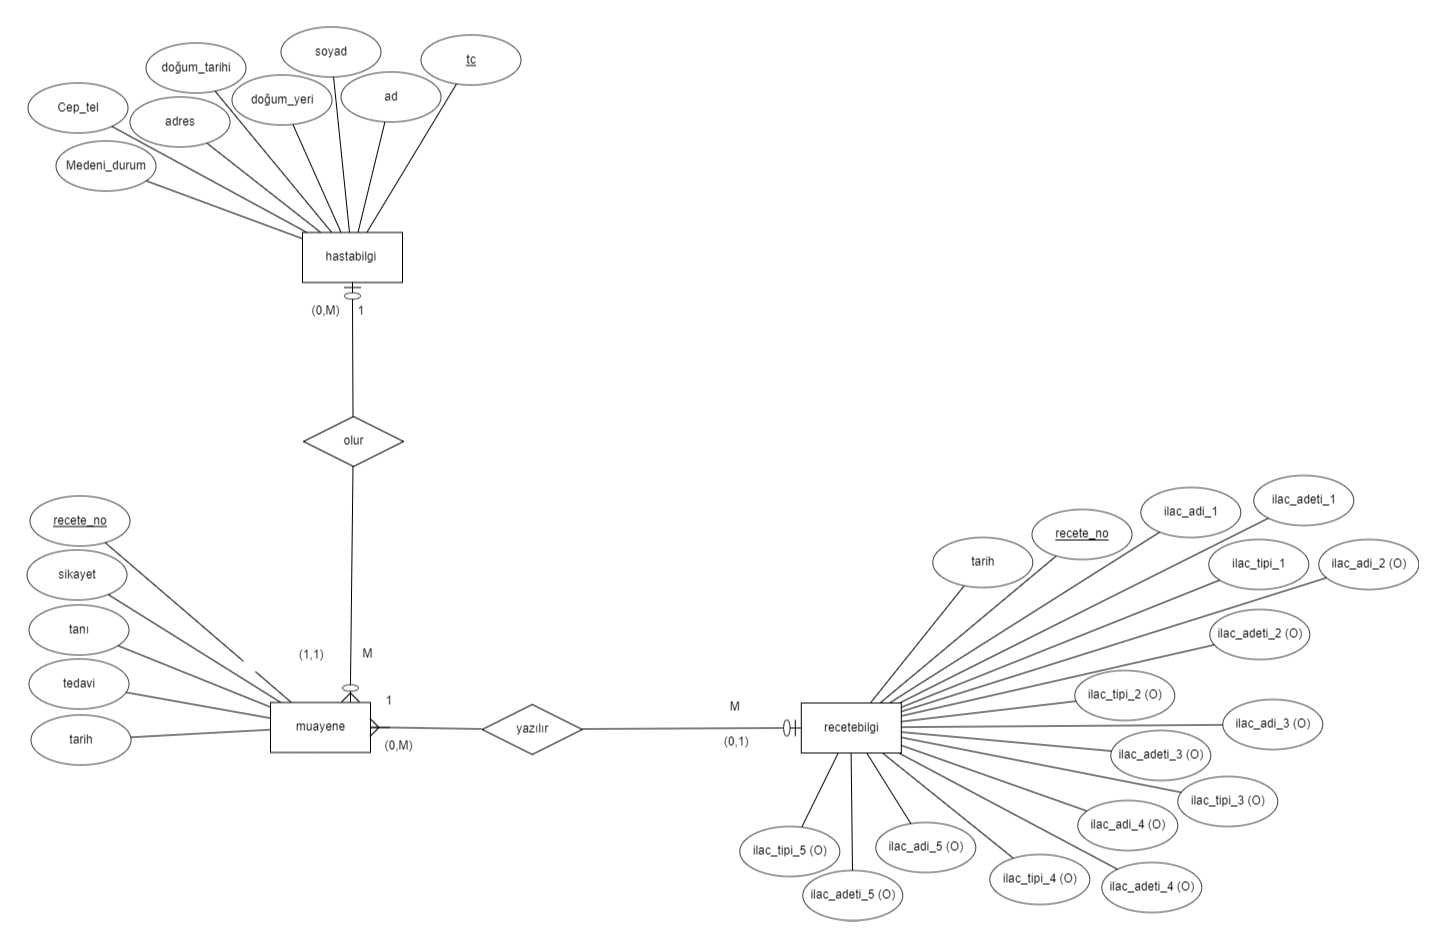 soyad
tc
doğum_tarihi
doğum_yeri
ad
Cep_tel
adres
Medeni_durum
hastabilgi
(0,M)
1
olur
recete_no
sikayet
tanı
tedavi
tarih
(1,1)
M
muayene
1
(0,M)
yazılır
M
(0,1)
recetebilgi
tarih
recete_no
ilac_adi_1
ilac_adeti_1
ilac_tipi_1
ilac_adi_2 (O)
ilac_adeti_2 (O)
ilac_tipi_2 (O)
ilac_adi_3 (O)
ilac_adeti_3 (O)
ilac_tipi_3 (O)
ilac_adi_4 (O)
ilac_adeti_4 (O)
ilac_tipi_4 (O)
ilac_adi_5 (O)
ilac_adeti_5 (O)
ilac_tipi_5 (O)